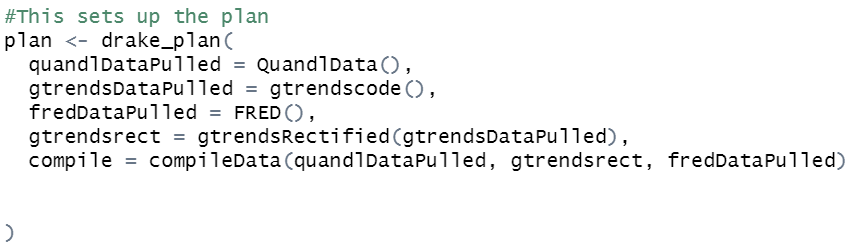 #This sets up the plan
plan <- drake_plan(
  quandlDataPulled = QuandlData(),
  gtrendsDataPulled = gtrendscode(),
  fredDataPulled = FRED(),
  gtrendsrect = gtrendsRectified(gtrendsDataPulled),
  compile = compileData(quandlDataPulled, gtrendsrect, fredDataPulled)
)